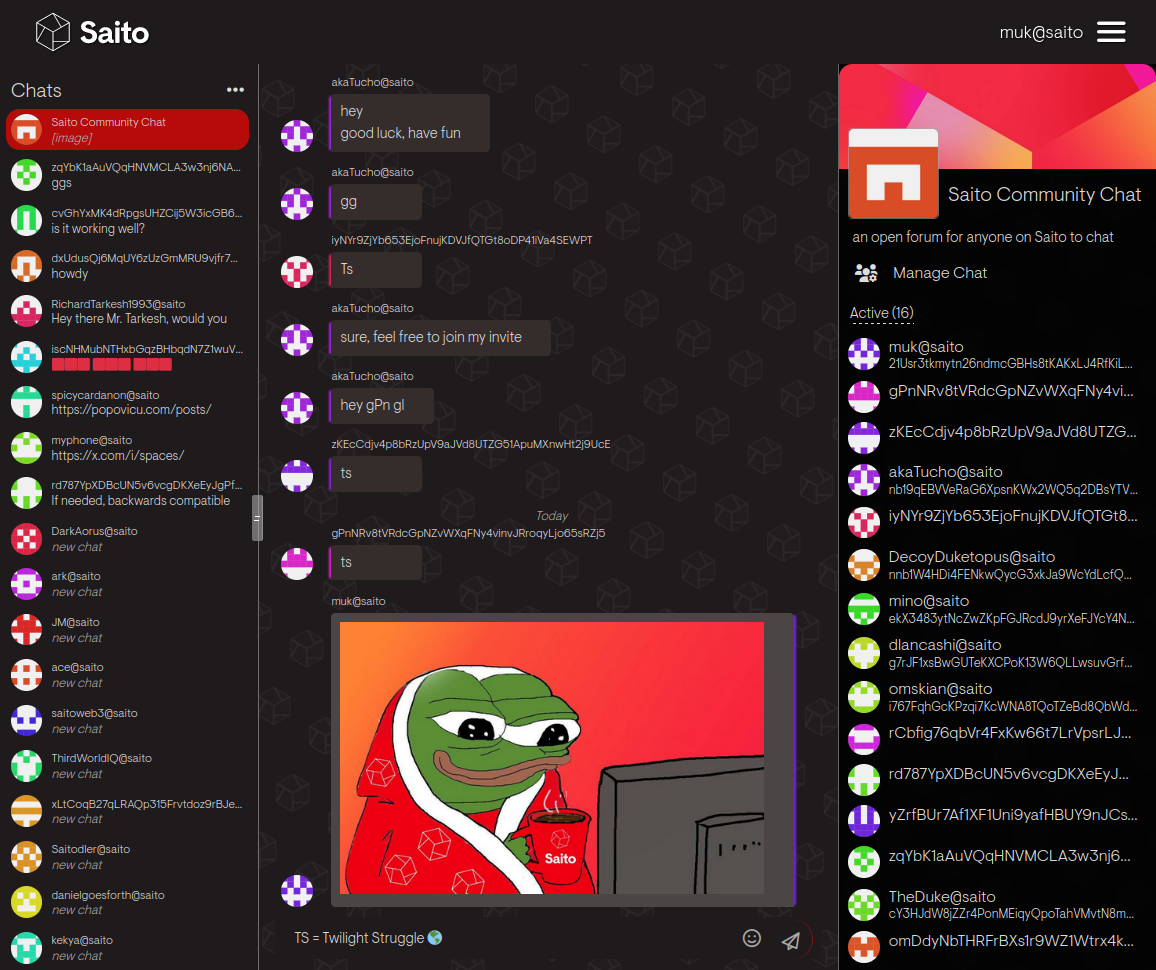 Saito
muk@saito
Chats
Saito Community Chat
[image]
zqYbK1aAuVQqHNVMCLA3w3nj6NA...
ggs
cvGhYxMK4dRpgsUHZCij5W3icGB6...
is it working well?
dxUdusQj6MqUY6zUzGmMRU9vjfr7...
howdy
RichardTarkesh1993@saito
Hey there Mr. Tarkesh, would you
iscNHMubNTHxbGqzBHbqdN7Z1wuV...
spicycardanon@saito
https://popovicu.com/posts/
myphone@saito
https://x.com/i/spaces/
rd787YpXDBcUN5v6vcgDKXeEyJgPf...
If needed, backwards compatible
DarkAorus@saito
new chat
ark@saito
new chat
JM@saito
new chat
ace@saito
new chat
saitoweb3@saito
new chat
ThirdWorldIQ@saito
new chat
xLtCoqB27qLRAQp315Frvtdoz9rBJe...
new chat
Saitodler@saito
new chat
danielgoesforth@saito
new chat
kekya@saito
new chat
akaTucho@saito
hey
good luck, have fun
akaTucho@saito
gg
iyNYr9ZjYb653EjoFnujKDVJfQTGt8oDP41iVa4SEWPT
Ts
akaTucho@saito
sure, feel free to join my invite
akaTucho@saito
hey gPn gl
zKEcCdjv4p8bRzUpV9aJVd8UTZG51ApuMXnwHt2j9UcE
ts
Today
gPnNRv8tVRdcGpNZvWXqFNy4vinvJRroqyLjo65sRZj5
ts
muk@saito
Saito
TS = Twilight Struggle 🌎
Saito Community Chat
an open forum for anyone on Saito to chat
Manage Chat
Active (16)
muk@saito
21Usr3tkmytn26ndmcGBHs8tKAKxLJ4RfKiL...
gPnNRv8tVRdcGpNZvWXqFNy4vi...
zKEcCdjv4p8bRzUpV9aJVd8UTZG...
akaTucho@saito
nb19qEBVVeRaG6XpsnKWx2WQ5q2DBsYTV...
iyNYr9ZjYb653EjoFnujKDVJfQTGt8...
DecoyDuketopus@saito
nnb1W4HDi4FENkwQycG3xkJa9WcYdLcfQ...
mino@saito
ekX3483ytNcZwZKpFGJRcdJ9yrXeFJYcY4N...
dlancashi@saito
g7rJF1xsBwGUTeKXCPoK13W6QLLwsuvGrf...
omskian@saito
i767FqhGcKPzqi7KcWNA8TQoTZeBd8QbWd...
rCbfig76qbVr4FxKw66t7LrVpsrLJ...
rd787YpXDBcUN5v6vcgDKXeEyJ...
yZrfBUr7Af1XF1Uni9yafHBUY9nJCs...
zqYbK1aAuVQqHNVMCLA3w3nj6...
TheDuke@saito
cY3HJdW8jZZr4PonMEiqyQpoTahVMvtN8m...
omDdyNbTHRFrBXs1r9WZ1Wtrx4k...